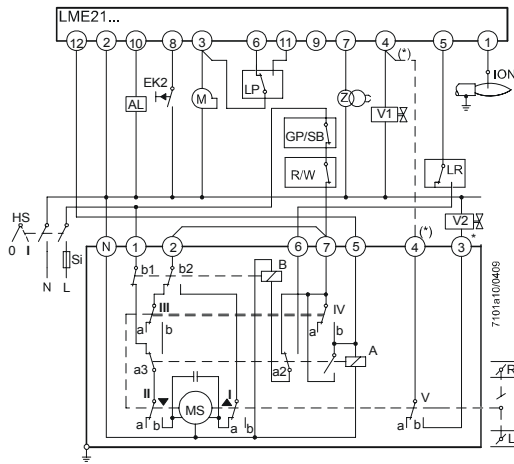 LME21...
12 2 10 8 3 6 11 9 7 4 5 1
(*)
ION
EK2
AL
M
LP
Z
V1
GP/SB
R/W
LR
HS
0 I
Si
N L
V2
*
(*)
N 1 2 6 7 5 4 3
b1 b2 B
III
a b
IV
a b
A
a3 a2
II I V
MS
a b a b a b
R
L
7101a10/0409